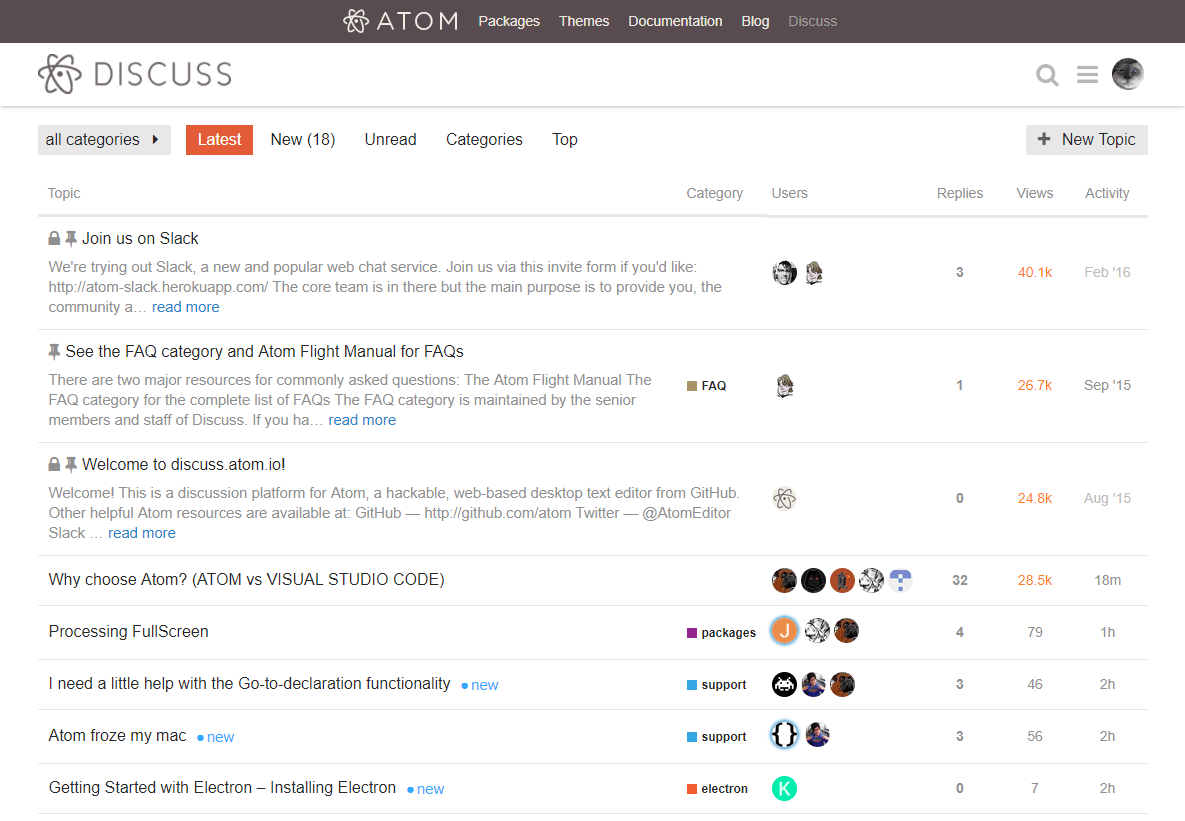 ATOM Packages Themes Documentation Blog Discuss
DISCUSS
all categories Latest New (18) Unread Categories Top + New Topic
Topic Category Users Replies Views Activity
Join us on Slack
We're trying out Slack, a new and popular web chat service. Join us via this invite form if you'd like:
http://atom-slack.herokuapp.com/ The core team is in there but the main purpose is to provide you, the
community a... read more
3 40.1k Feb '16
See the FAQ category and Atom Flight Manual for FAQs
There are two major resources for commonly asked questions: The Atom Flight Manual The
FAQ category for the complete list of FAQs The FAQ category is maintained by the senior
members and staff of Discuss. If you ha... read more
FAQ 1 26.7k Sep '15
Welcome to discuss.atom.io!
Welcome! This is a discussion platform for Atom, a hackable, web-based desktop text editor from GitHub.
Other helpful Atom resources are available at: GitHub — http://github.com/atom Twitter — @AtomEditor
Slack ... read more
0 24.8k Aug '15
Why choose Atom? (ATOM vs VISUAL STUDIO CODE) 32 28.5k 18m
Processing FullScreen packages J 4 79 1h
I need a little help with the Go-to-declaration functionality new support 3 46 2h
Atom froze my mac new support {} 3 56 2h
Getting Started with Electron – Installing Electron new electron K 0 7 2h